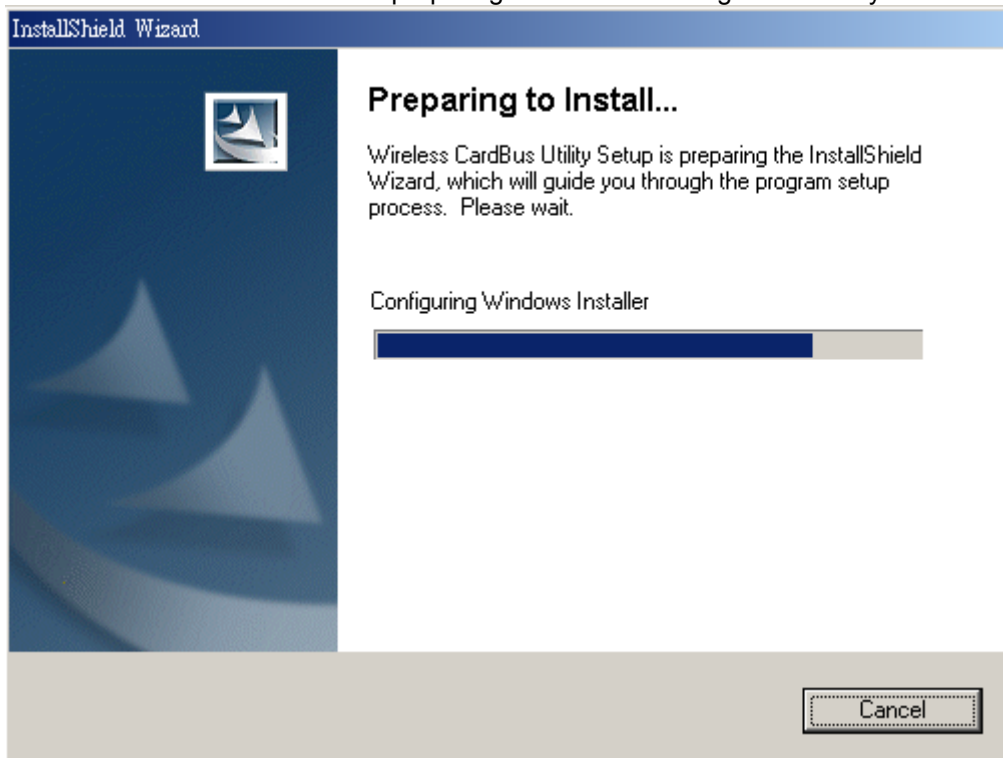 InstallShield Wizard
Preparing to Install...
Wireless CardBus Utility Setup is preparing the InstallShield
Wizard, which will guide you through the program setup
process.  Please wait.
Configuring Windows Installer
Cancel